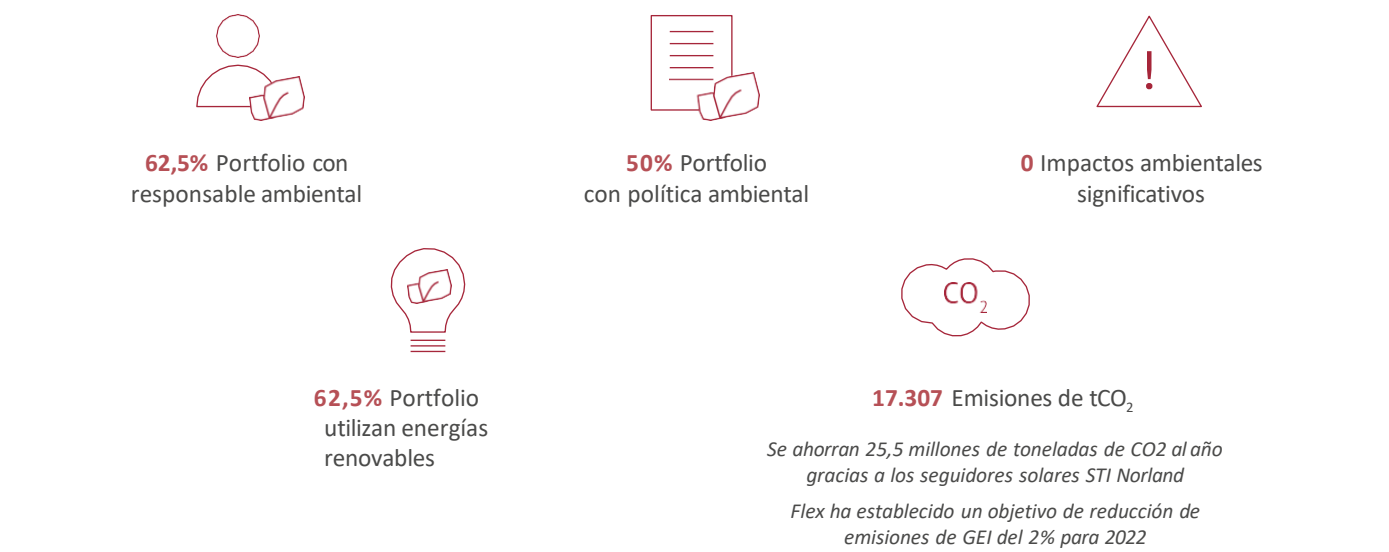 !
62,5% Portfolio con
responsable ambiental
50% Portfolio
con política ambiental
0 Impactos ambientales
significativos
CO2
62,5% Portfolio
utilizan energías
renovables
17.307 Emisiones de tCO2
Se ahorran 25,5 millones de toneladas de CO2 al año
gracias a los seguidores solares STI Norland
Flex ha establecido un objetivo de reducción de
emisiones de GEI del 2% para 2022